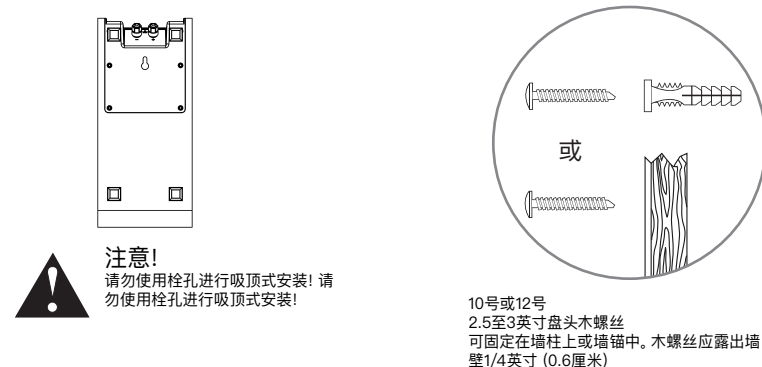 注意!
请勿使用栓孔进行吸顶式安装! 请
勿使用栓孔进行吸顶式安装!
或
10号或12号
2.5至3英寸盘头木螺丝
可固定在墙柱上或墙锚中。木螺丝应露出墙
壁1/4英寸 (0.6厘米)